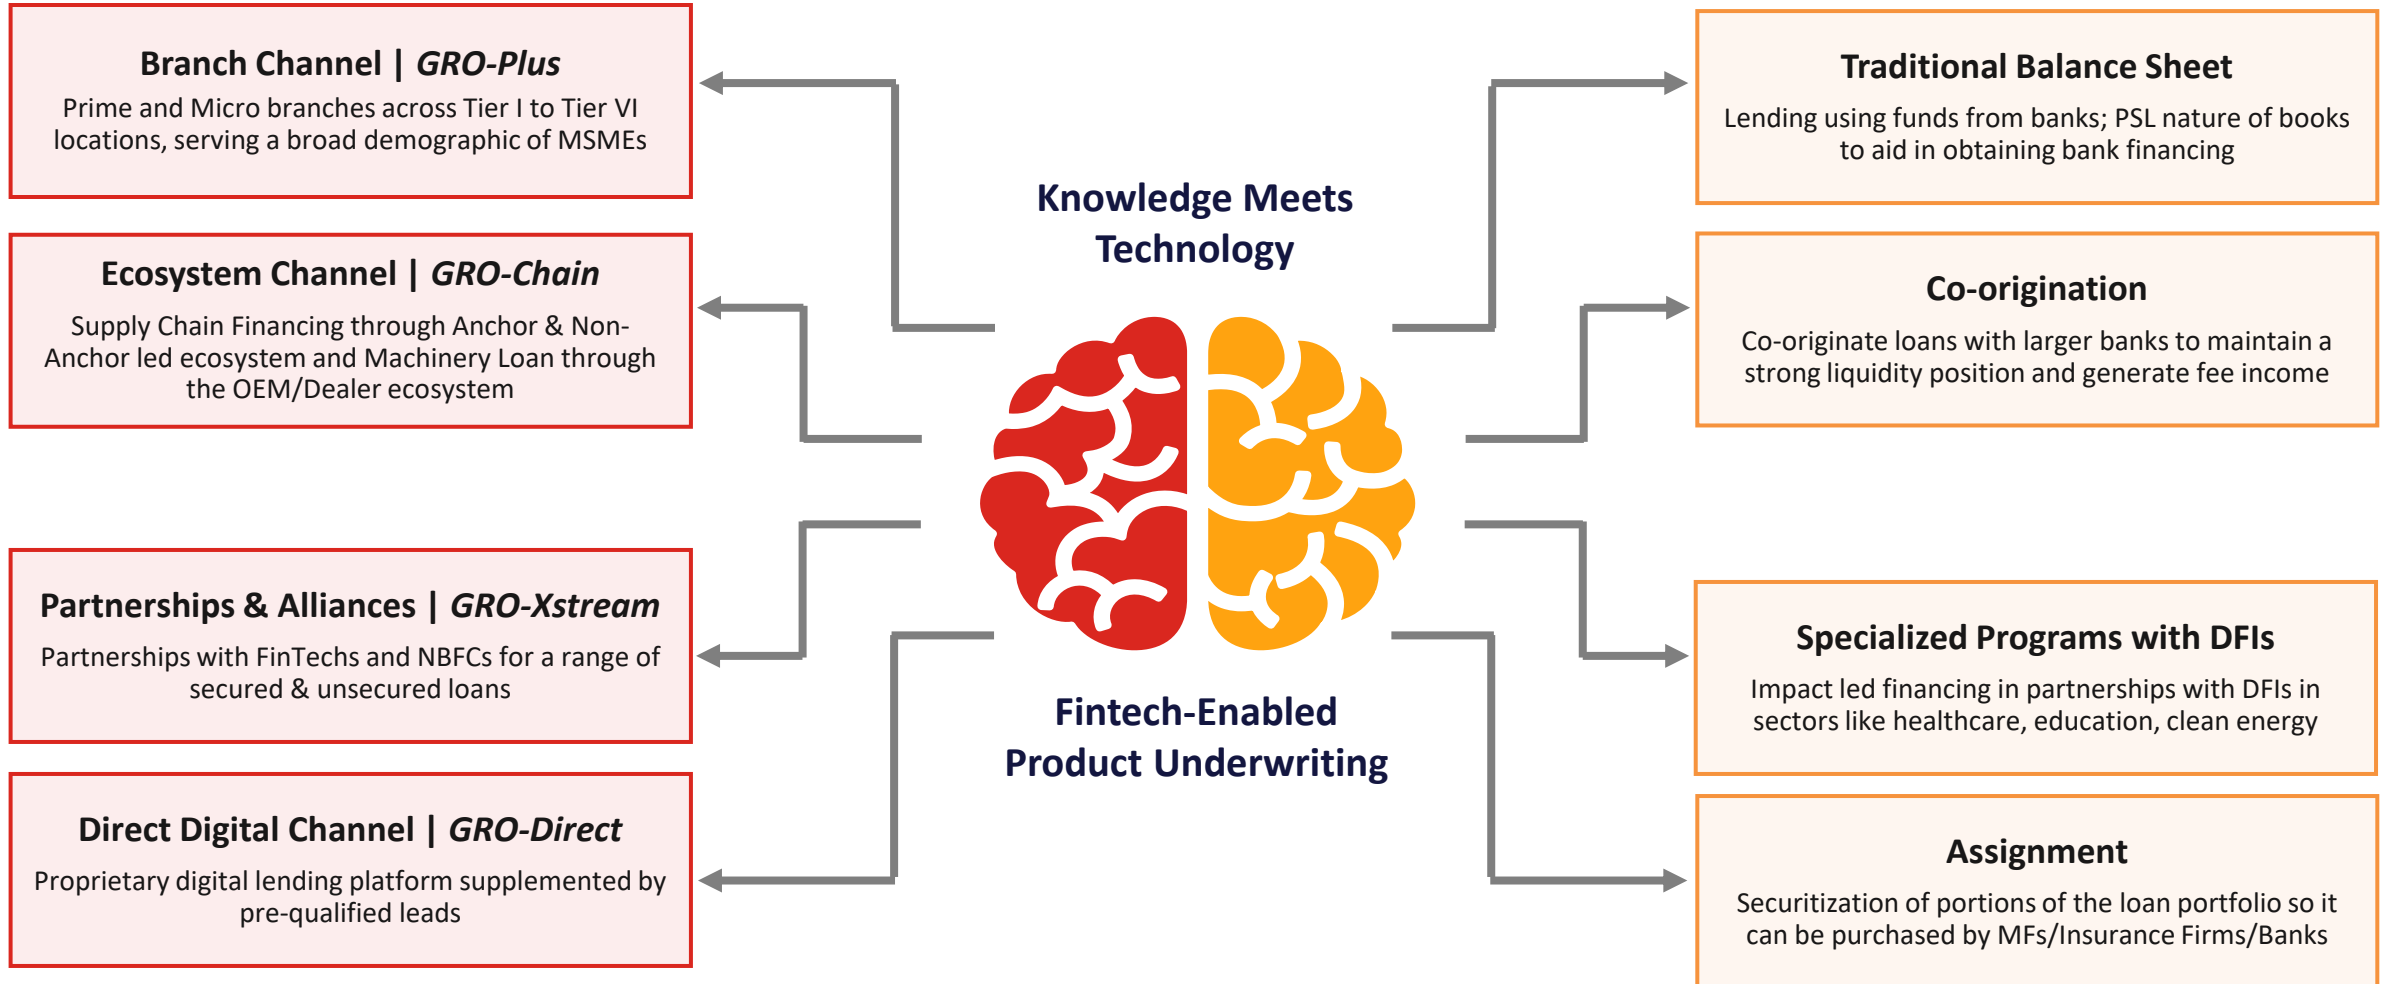 Branch Channel | GRO-Plus
Prime and Micro branches across Tier I to Tier VI
locations, serving a broad demographic of MSMEs
Ecosystem Channel | GRO-Chain
Supply Chain Financing through Anchor & Non-
Anchor led ecosystem and Machinery Loan through
the OEM/Dealer ecosystem
Partnerships & Alliances | GRO-Xstream
Partnerships with FinTechs and NBFCs for a range of
secured & unsecured loans
Direct Digital Channel | GRO-Direct
Proprietary digital lending platform supplemented by
pre-qualified leads
Knowledge Meets
Technology
Fintech-Enabled
Product Underwriting
Traditional Balance Sheet
Lending using funds from banks; PSL nature of books
to aid in obtaining bank financing
Co-origination
Co-originate loans with larger banks to maintain a
strong liquidity position and generate fee income
Specialized Programs with DFIs
Impact led financing in partnerships with DFIs in
sectors like healthcare, education, clean energy
Assignment
Securitization of portions of the loan portfolio so it
can be purchased by MFs/Insurance Firms/Banks